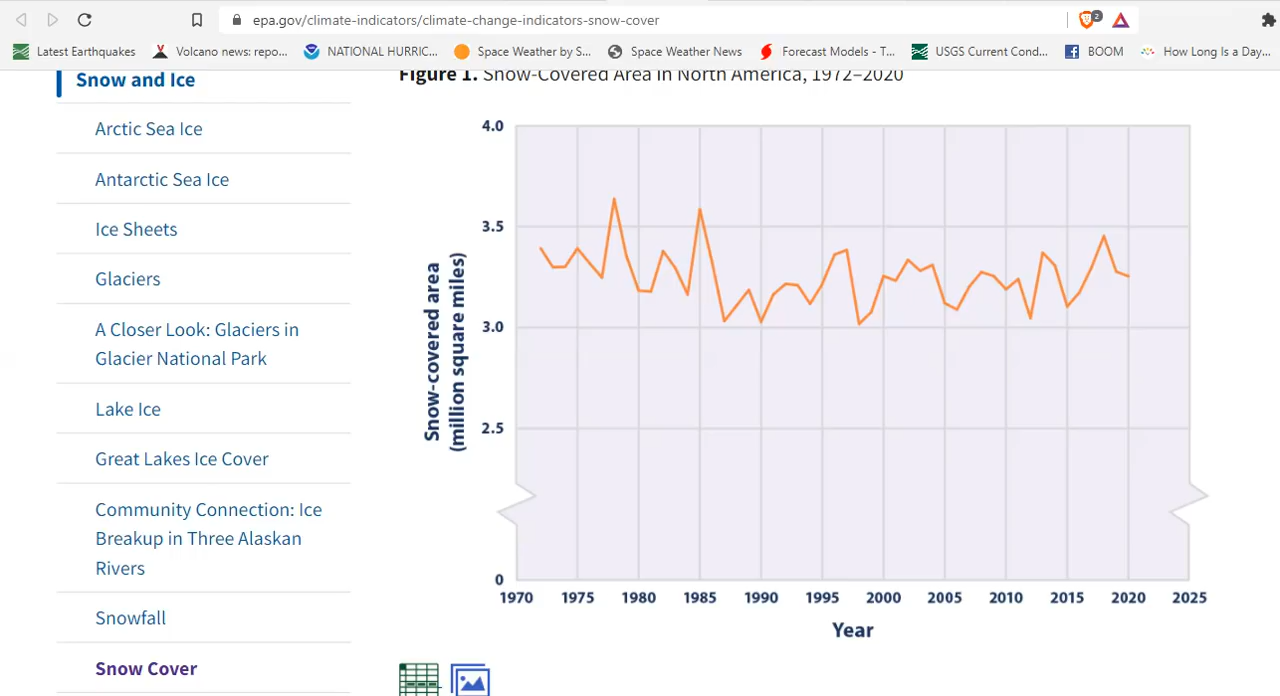 epa.gov/climate-indicators/climate-change-indicators-snow-cover
2
Latest Earthquakes
Volcano news: repo...
NATIONAL HURRIC...
Space Weather by S...
Space Weather News
Forecast Models - T...
USGS Current Cond...
BOOM
How Long Is a Day...
Snow and Ice
Arctic Sea Ice
Antarctic Sea Ice
Ice Sheets
Glaciers
A Closer Look: Glaciers in
Glacier National Park
Lake Ice
Great Lakes Ice Cover
Community Connection: Ice
Breakup in Three Alaskan
Rivers
Snowfall
Snow Cover
Figure 1. Snow-Covered Area in North America, 1972–2020
Snow-covered area
(million square miles)
4.0
3.5
3.0
2.5
0
1970 1975 1980 1985 1990 1995 2000 2005 2010 2015 2020 2025
Year